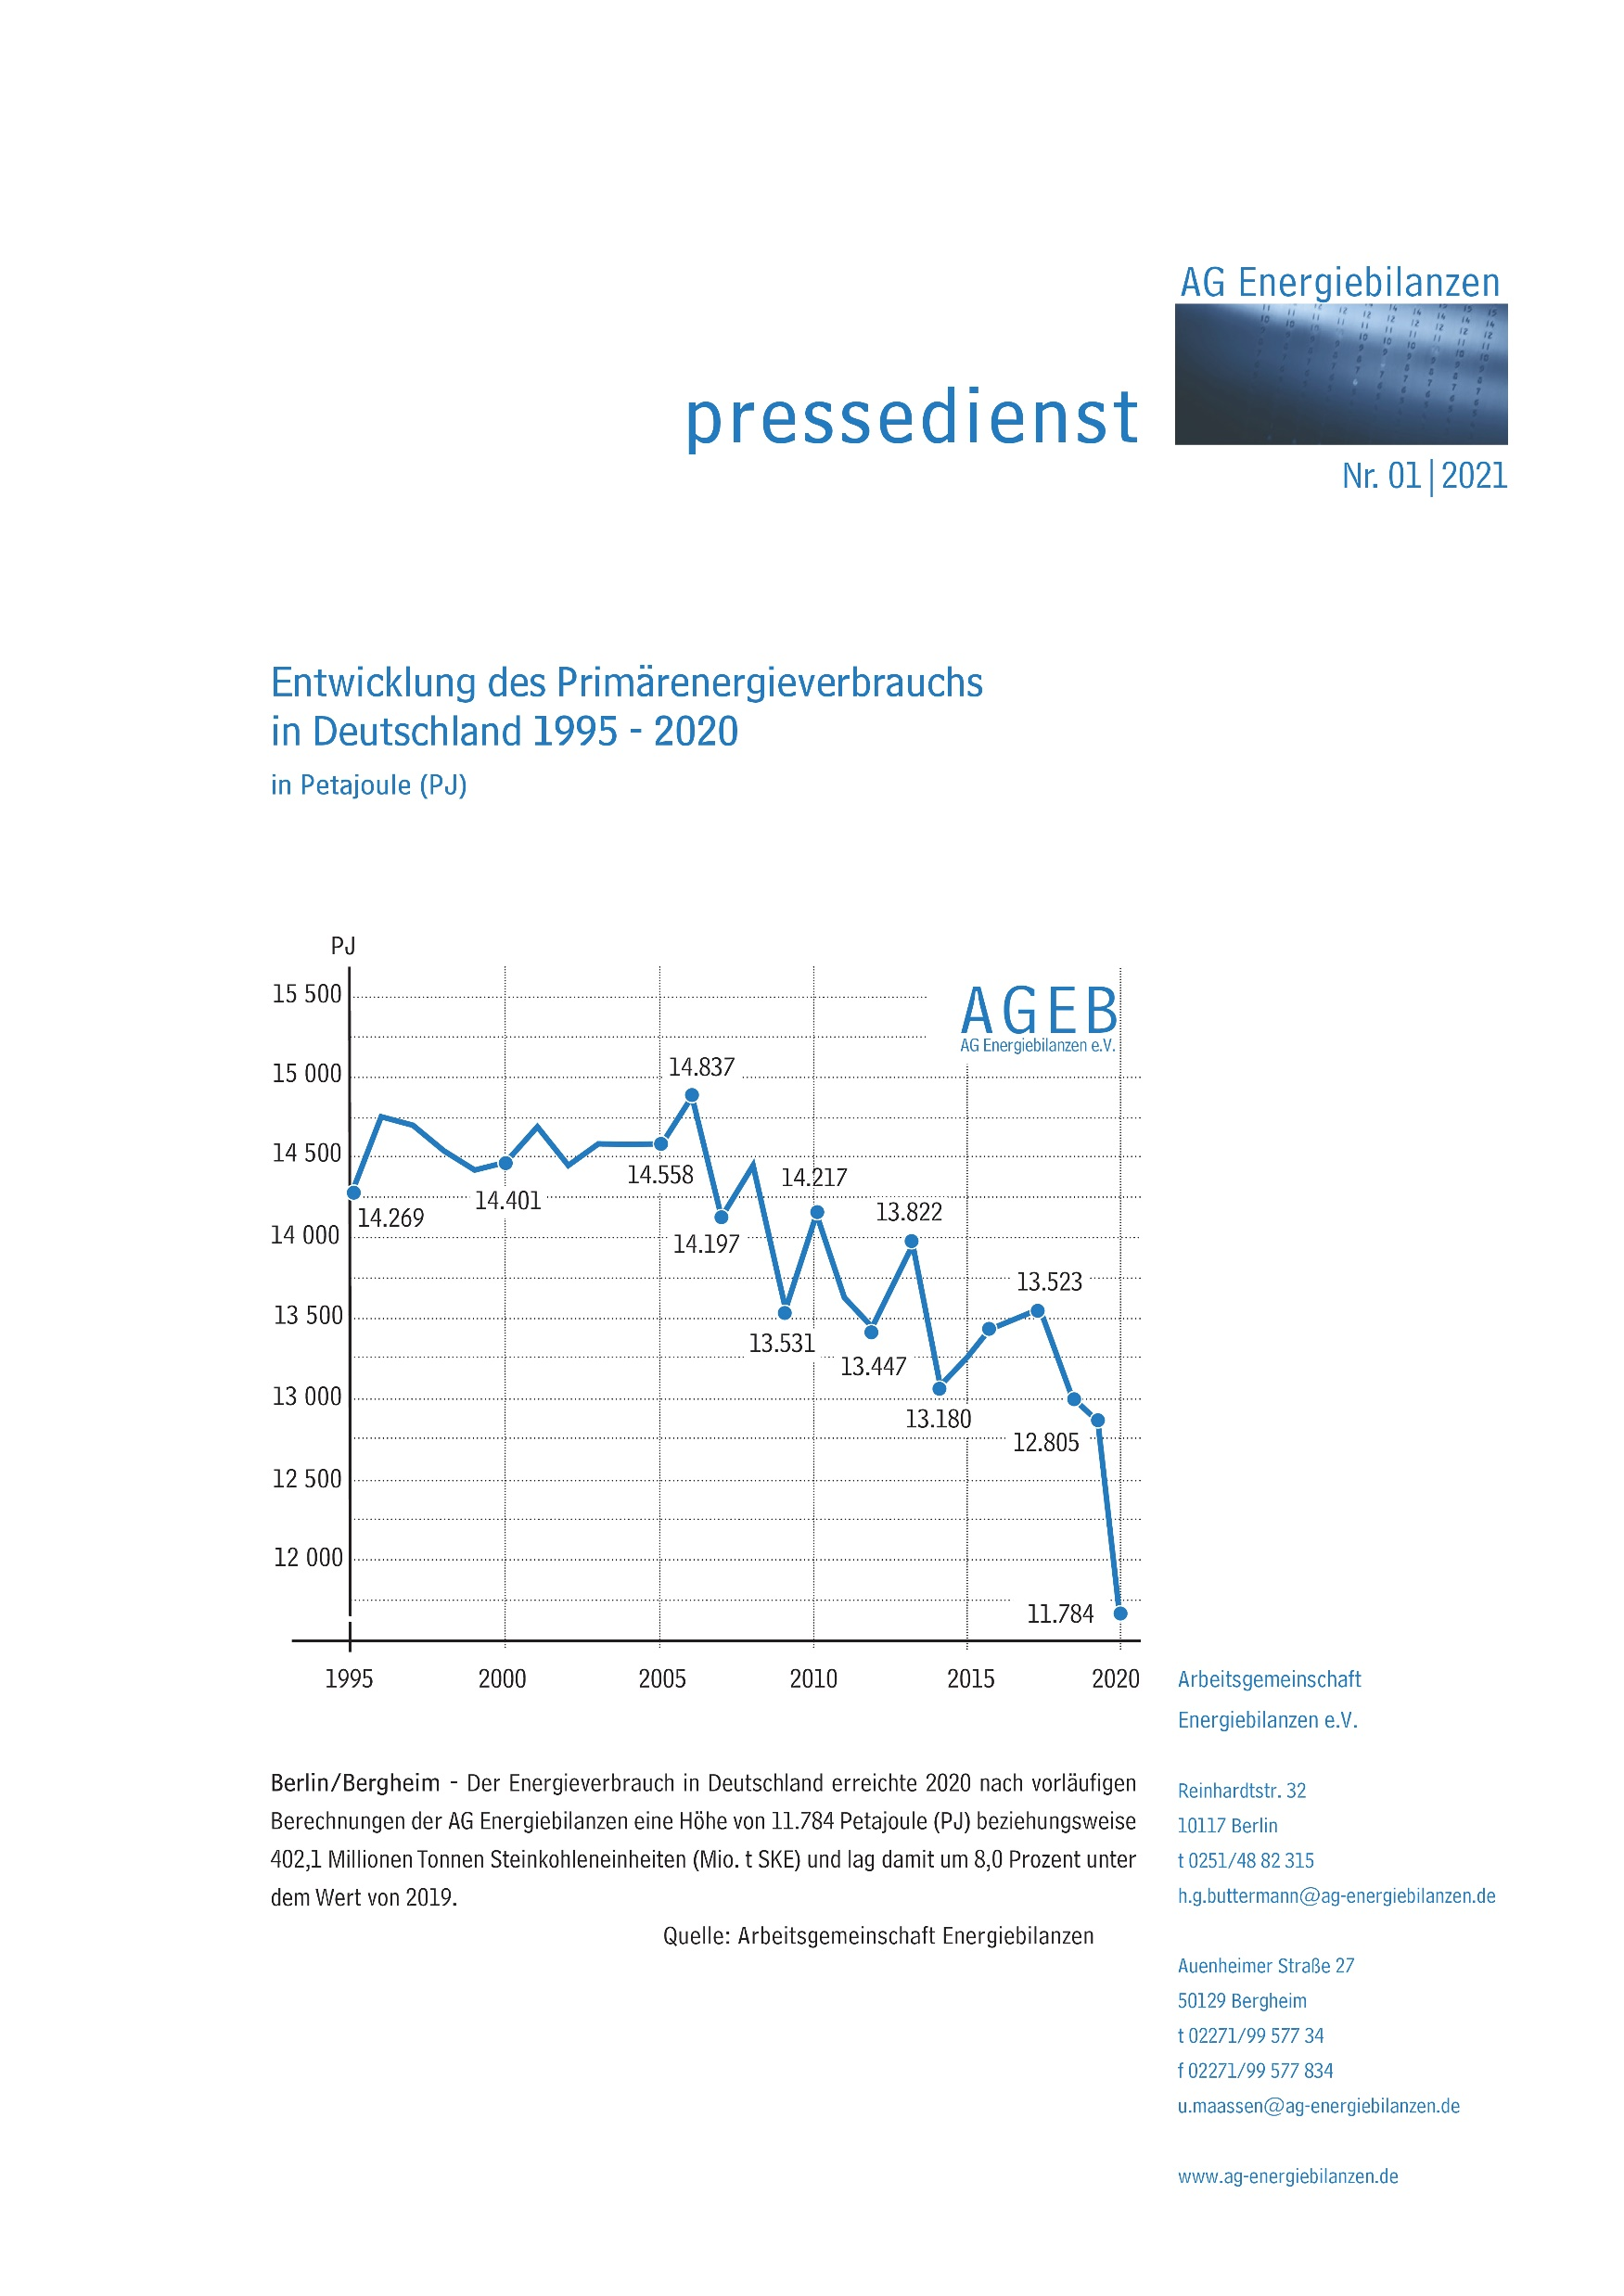 AG Energiebilanzen
pressedienst
Nr. 01|2021
Entwicklung des Primärenergieverbrauchs
in Deutschland 1995 - 2020
in Petajoule (PJ)
PJ
15 500
15 000
14 500
14 000
13 500
13 000
12 500
12 000
AGEB
AG Energiebilanzen e.V.
14.837
14.558
14.217
14.401
14.269
13.822
14.197
13.523
13.531
13.447
13.180
12.805
11.784
1995
2000
2005
2010
2015
2020
Berlin/Bergheim - Der Energieverbrauch in Deutschland erreichte 2020 nach vorläufigen
Berechnungen der AG Energiebilanzen eine Höhe von 11.784 Petajoule (PJ) beziehungsweise
402,1 Millionen Tonnen Steinkohleneinheiten (Mio. t SKE) und lag damit um 8,0 Prozent unter
dem Wert von 2019.
Quelle: Arbeitsgemeinschaft Energiebilanzen
Arbeitsgemeinschaft
Energiebilanzen e.V.
Reinhardtstr. 32
10117 Berlin
t 0251/48 82 315
h.g.buttermann@ag-energiebilanzen.de
Auenheimer Straße 27
50129 Bergheim
t 02271/99 577 34
f 02271/99 577 834
u.maassen@ag-energiebilanzen.de
www.ag-energiebilanzen.de